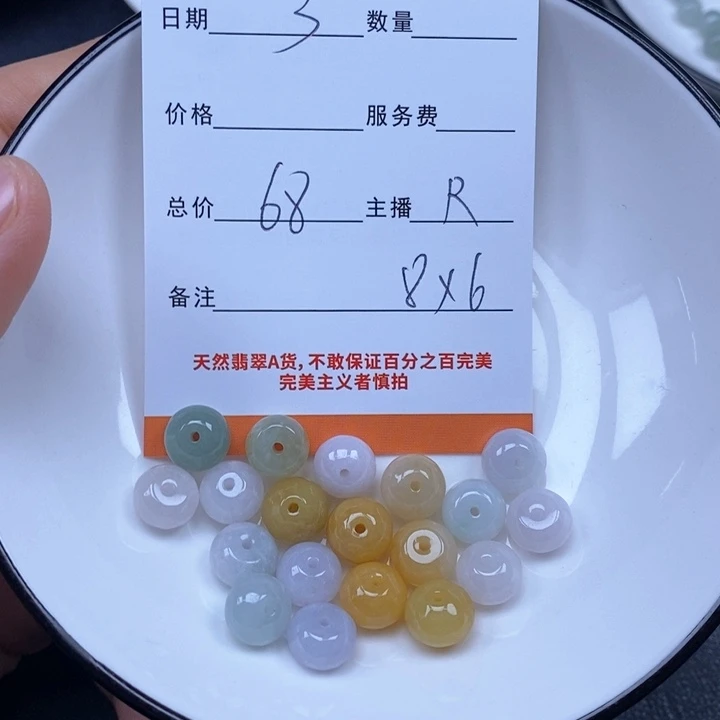 日期 3 数量
价格 服务费
总价 68 主播 R
备注 8x6
天然翡翠A货,不敢保证百分之百完美
完美主义者慎拍